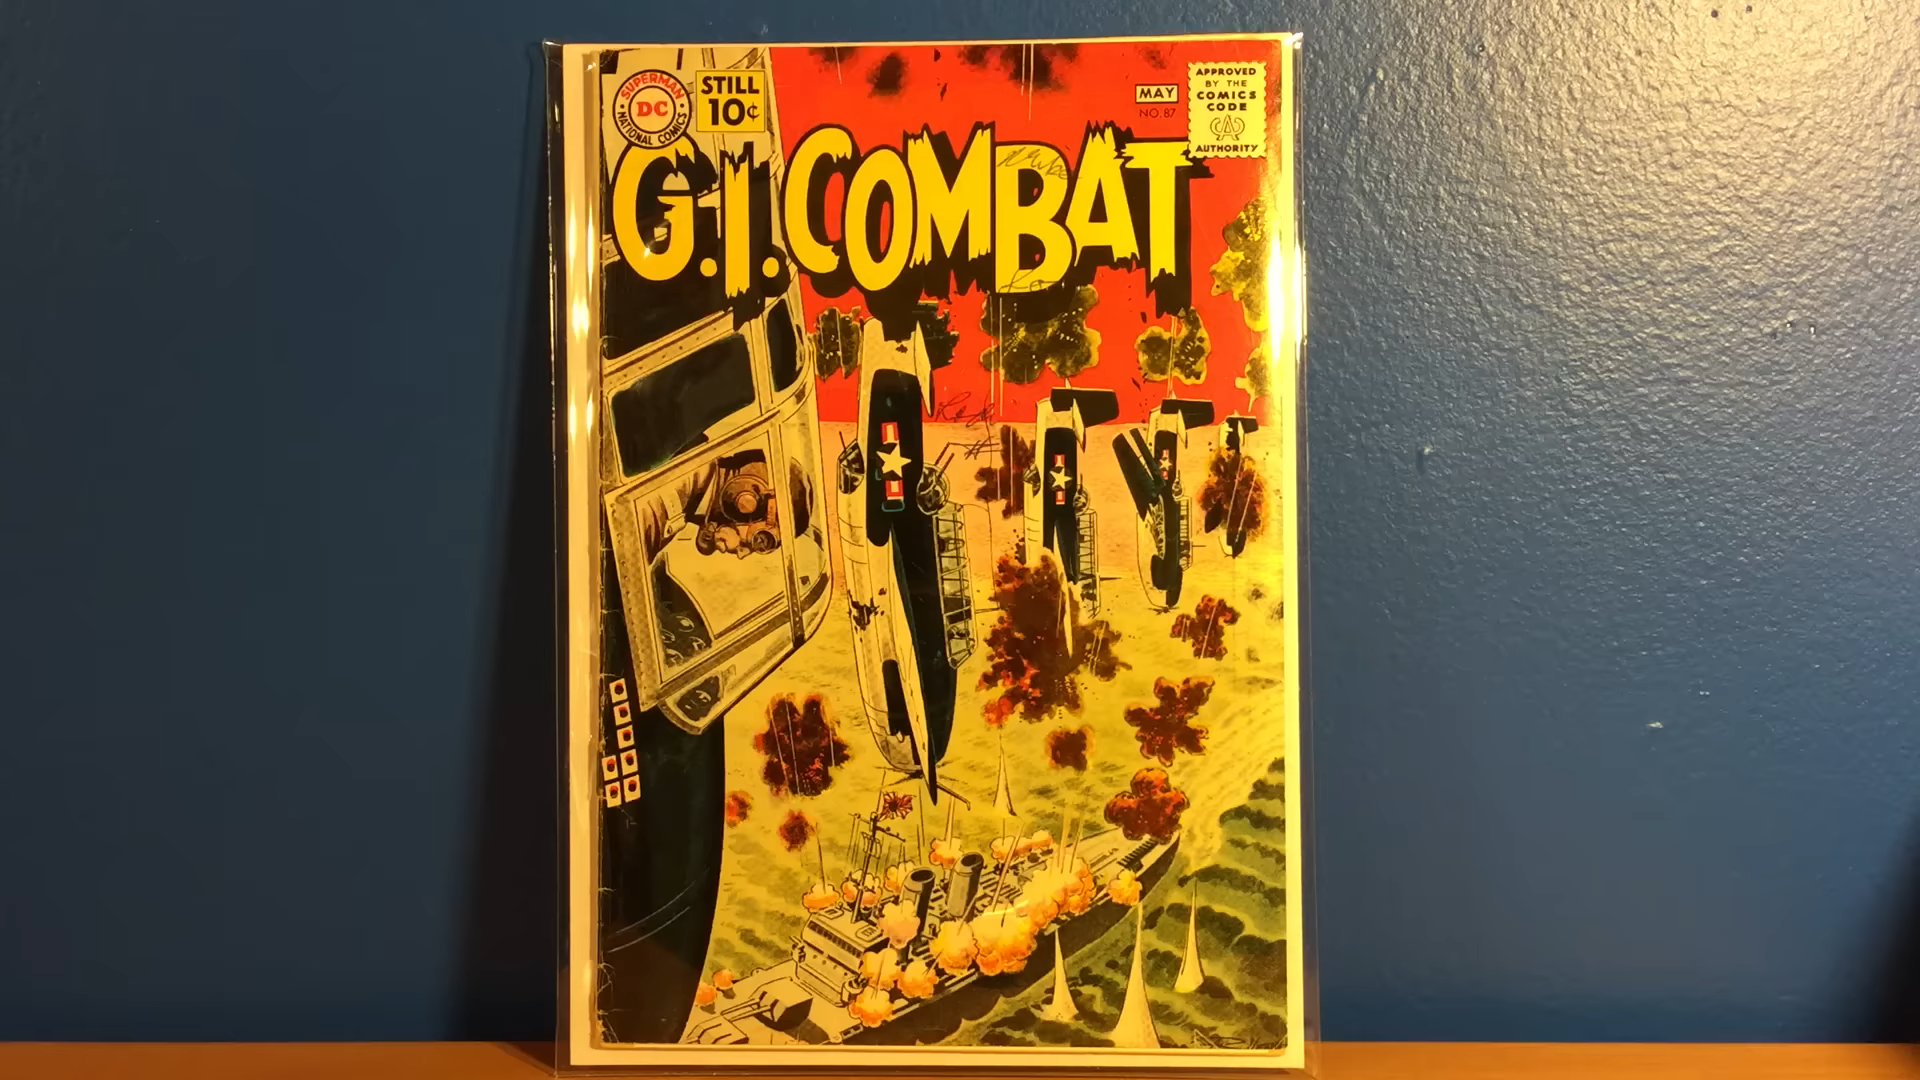 SUPERMAN
DC
NATIONAL COMICS
STILL
10¢
MAY
NO. 87
APPROVED
BY THE
COMICS
CODE
AUTHORITY
G.I. COMBAT